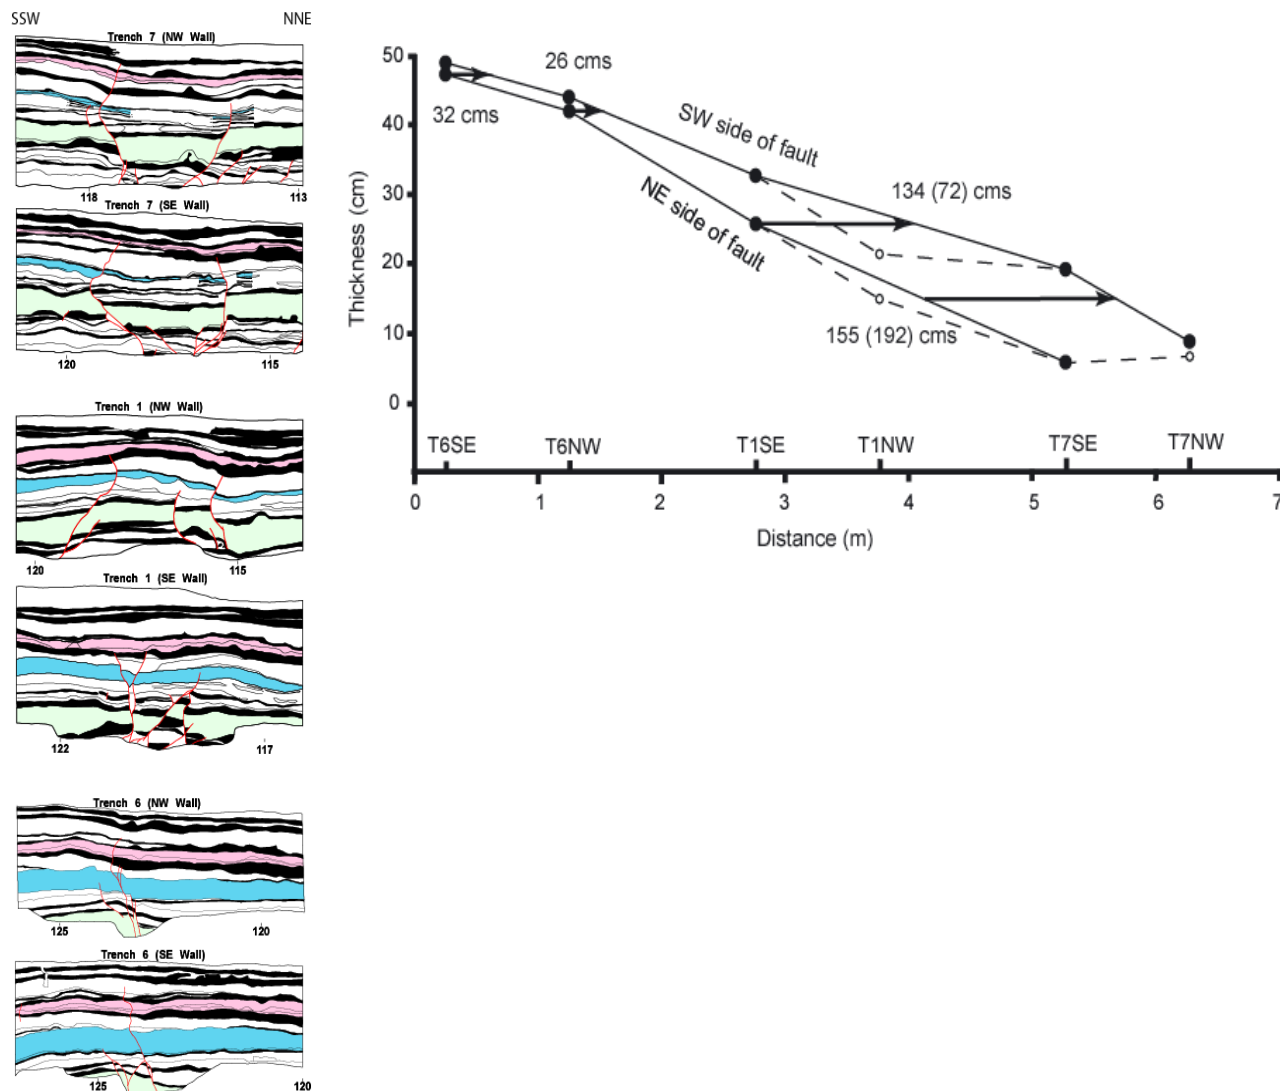 SSW
NNE
Trench 7 (NW Wall)
118
113
Trench 7 (SE Wall)
120
115
Trench 1 (NW Wall)
120
115
Trench 1 (SE Wall)
122
117
Trench 6 (NW Wall)
125
120
Trench 6 (SE Wall)
125
120
50
40
30
20
10
0
Thickness (cm)
26 cms
32 cms
SW side of fault
NE side of fault
134 (72) cms
155 (192) cms
T6SE
T6NW
T1SE
T1NW
T7SE
T7NW
0
1
2
3
4
5
6
7
Distance (m)